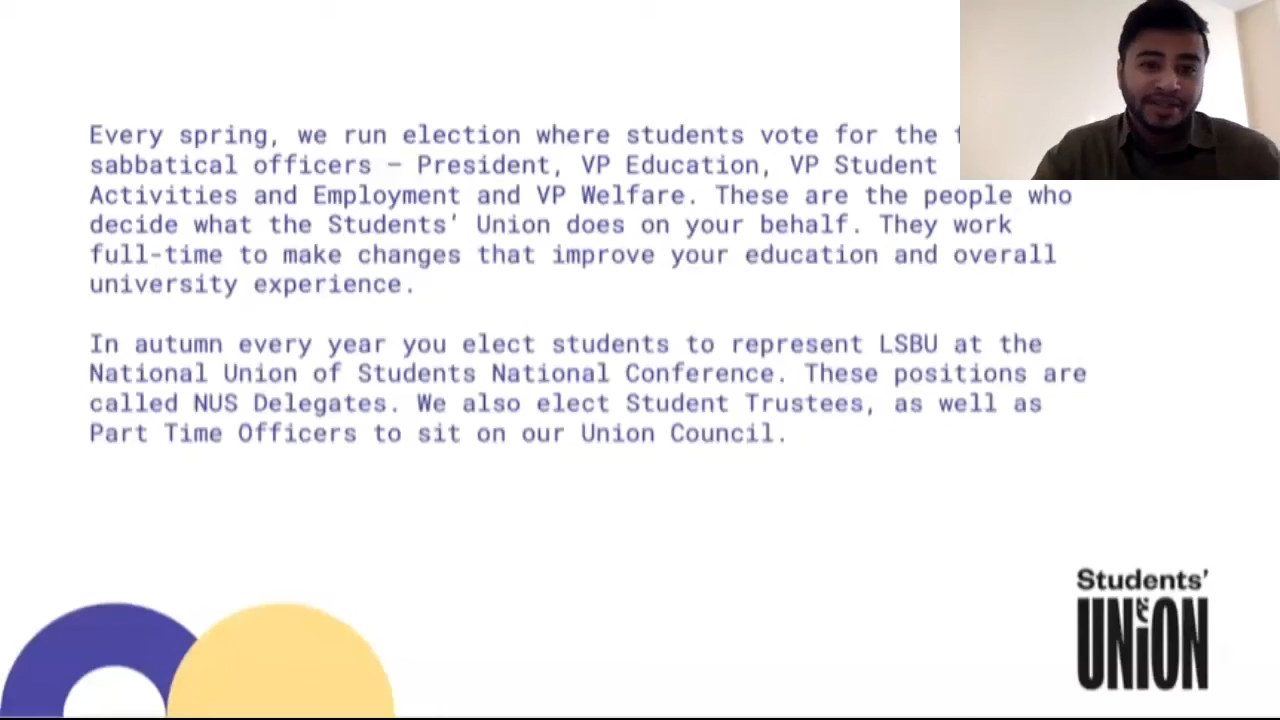 Every spring, we run election where students vote for the
sabbatical officers – President, VP Education, VP Student
Activities and Employment and VP Welfare. These are the people who
decide what the Students' Union does on your behalf. They work
full-time to make changes that improve your education and overall
university experience.
In autumn every year you elect students to represent LSBU at the
National Union of Students National Conference. These positions are
called NUS Delegates. We also elect Student Trustees, as well as
Part Time Officers to sit on our Union Council.
Students'
UNiON